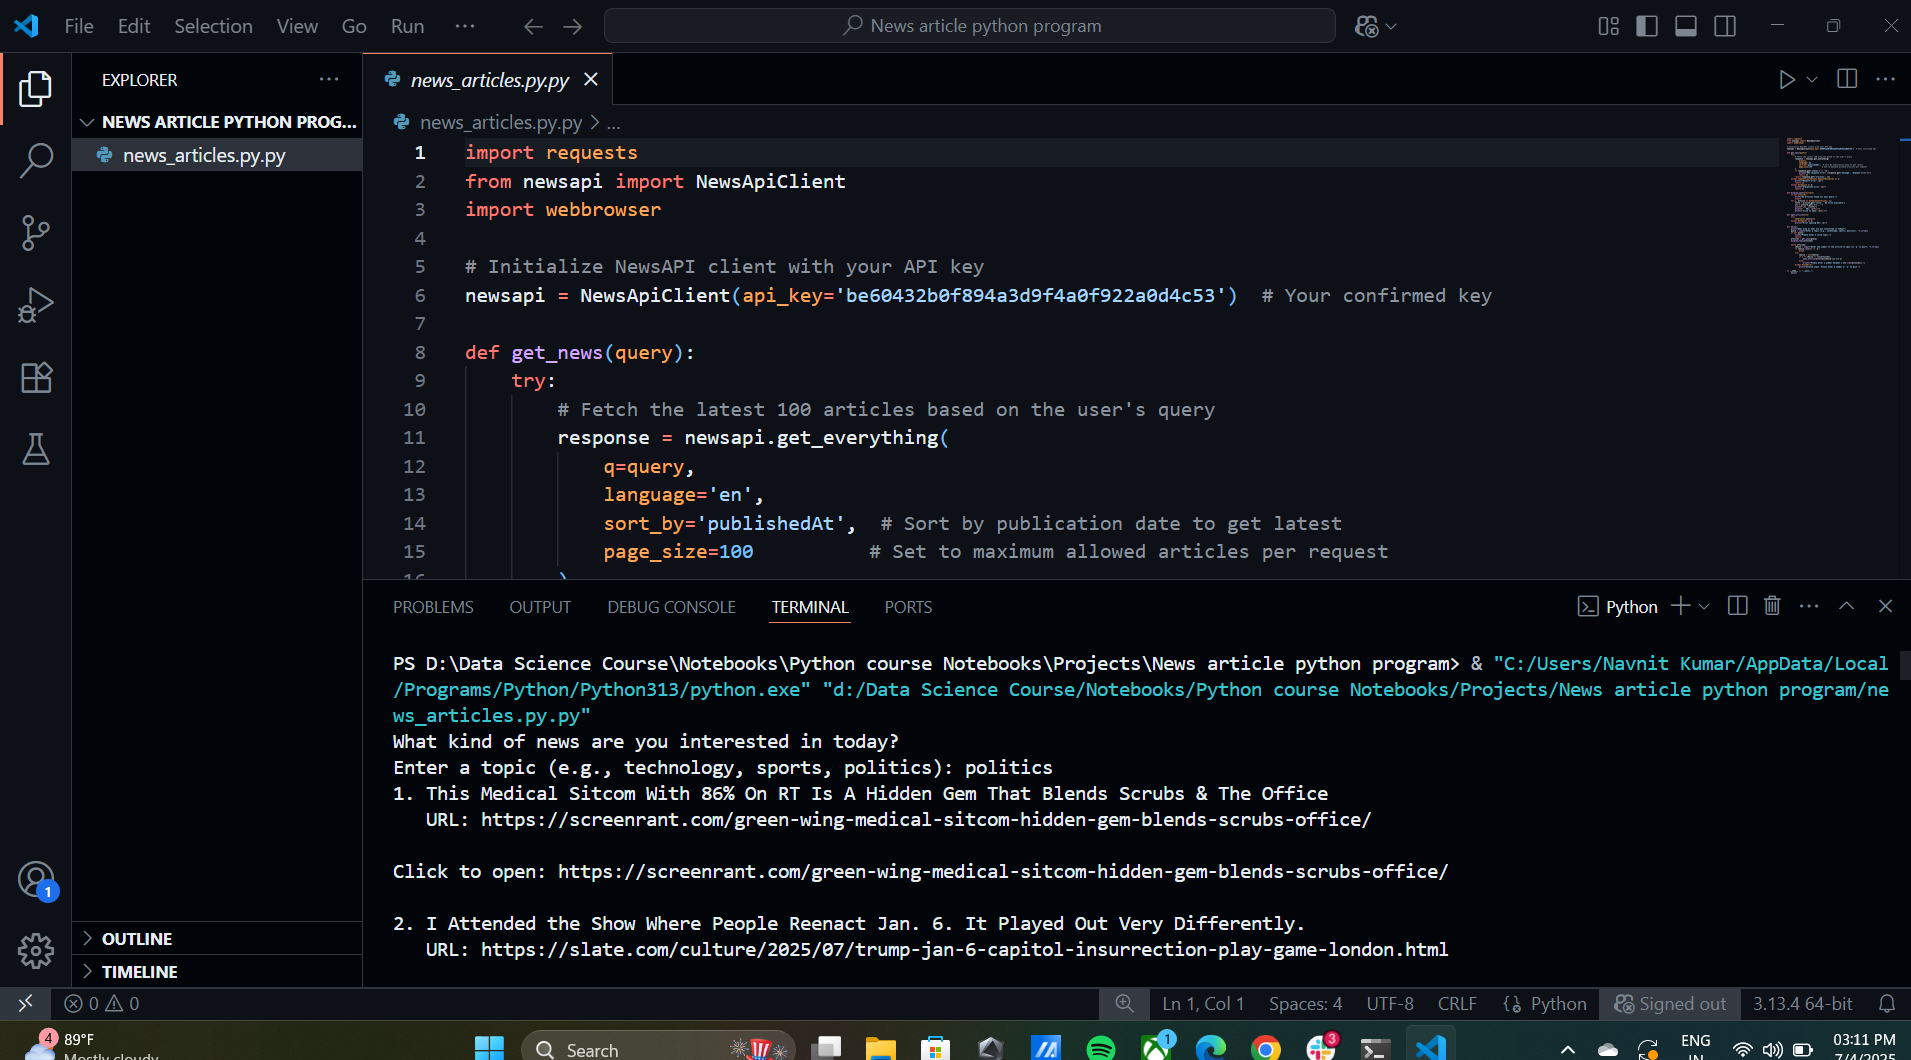 File Edit Selection View Go Run ··· News article python program
EXPLORER ···
NEWS ARTICLE PYTHON PROG...
news_articles.py.py
OUTLINE
TIMELINE
news_articles.py.py
news_articles.py.py > ...
1 import requests
2 from newsapi import NewsApiClient
3 import webbrowser
4
5 # Initialize NewsAPI client with your API key
6 newsapi = NewsApiClient(api_key='be60432b0f894a3d9f4a0f922a0d4c53') # Your confirmed key
7
8 def get_news(query):
9 try:
10 # Fetch the latest 100 articles based on the user's query
11 response = newsapi.get_everything(
12 q=query,
13 language='en',
14 sort_by='publishedAt', # Sort by publication date to get latest
15 page_size=100 # Set to maximum allowed articles per request
16 )
PROBLEMS OUTPUT DEBUG CONSOLE TERMINAL PORTS Python
PS D:\Data Science Course\Notebooks\Python course Notebooks\Projects\News article python program> & "C:/Users/Navnit Kumar/AppData/Local
/Programs/Python/Python313/python.exe" "d:/Data Science Course/Notebooks/Python course Notebooks/Projects/News article python program/ne
ws_articles.py.py"
What kind of news are you interested in today?
Enter a topic (e.g., technology, sports, politics): politics
1. This Medical Sitcom With 86% On RT Is A Hidden Gem That Blends Scrubs & The Office
URL: https://screenrant.com/green-wing-medical-sitcom-hidden-gem-blends-scrubs-office/
Click to open: https://screenrant.com/green-wing-medical-sitcom-hidden-gem-blends-scrubs-office/
2. I Attended the Show Where People Reenact Jan. 6. It Played Out Very Differently.
URL: https://slate.com/culture/2025/07/trump-jan-6-capitol-insurrection-play-game-london.html
1
0 0 Ln 1, Col 1 Spaces: 4 UTF-8 CRLF Python Signed out 3.13.4 64-bit
4 89°F
Mostly cloudy
Search
1
3
ENG
IN
03:11 PM
7/4/2025